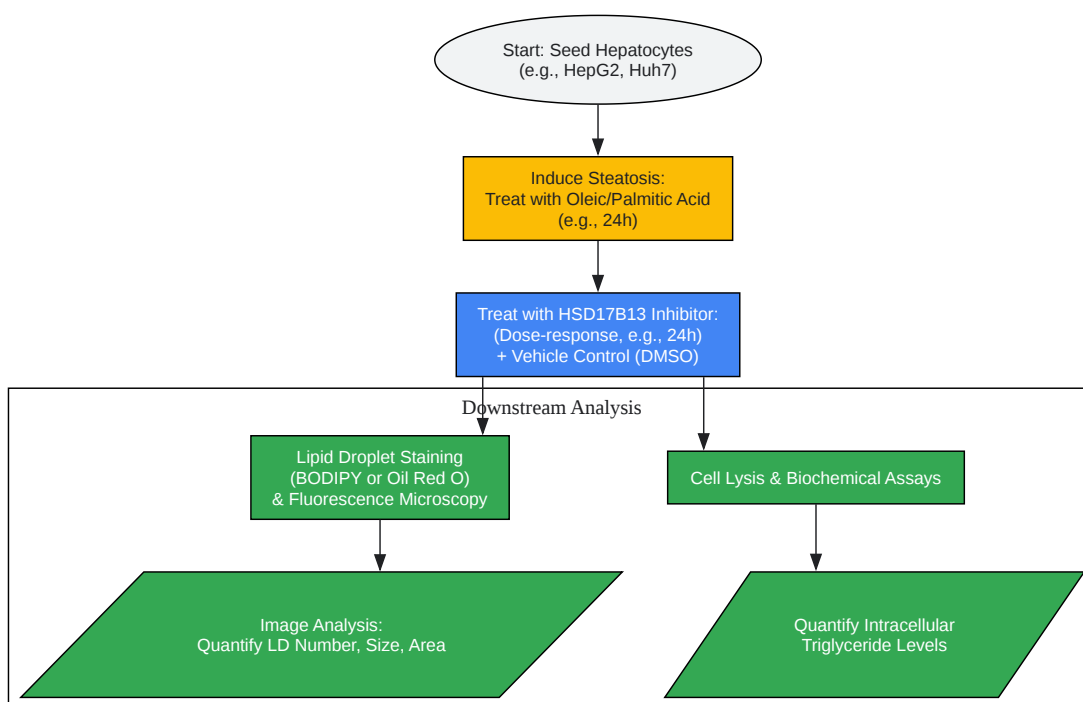 Start: Seed Hepatocytes
(e.g., HepG2, Huh7)
Induce Steatosis:
Treat with Oleic/Palmitic Acid
(e.g., 24h)
Treat with HSD17B13 Inhibitor:
(Dose-response, e.g., 24h)
+ Vehicle Control (DMSO)
Downstream Analysis
Lipid Droplet Staining
(BODIPY or Oil Red O)
& Fluorescence Microscopy
Cell Lysis & Biochemical Assays
Image Analysis:
Quantify LD Number, Size, Area
Quantify Intracellular
Triglyceride Levels